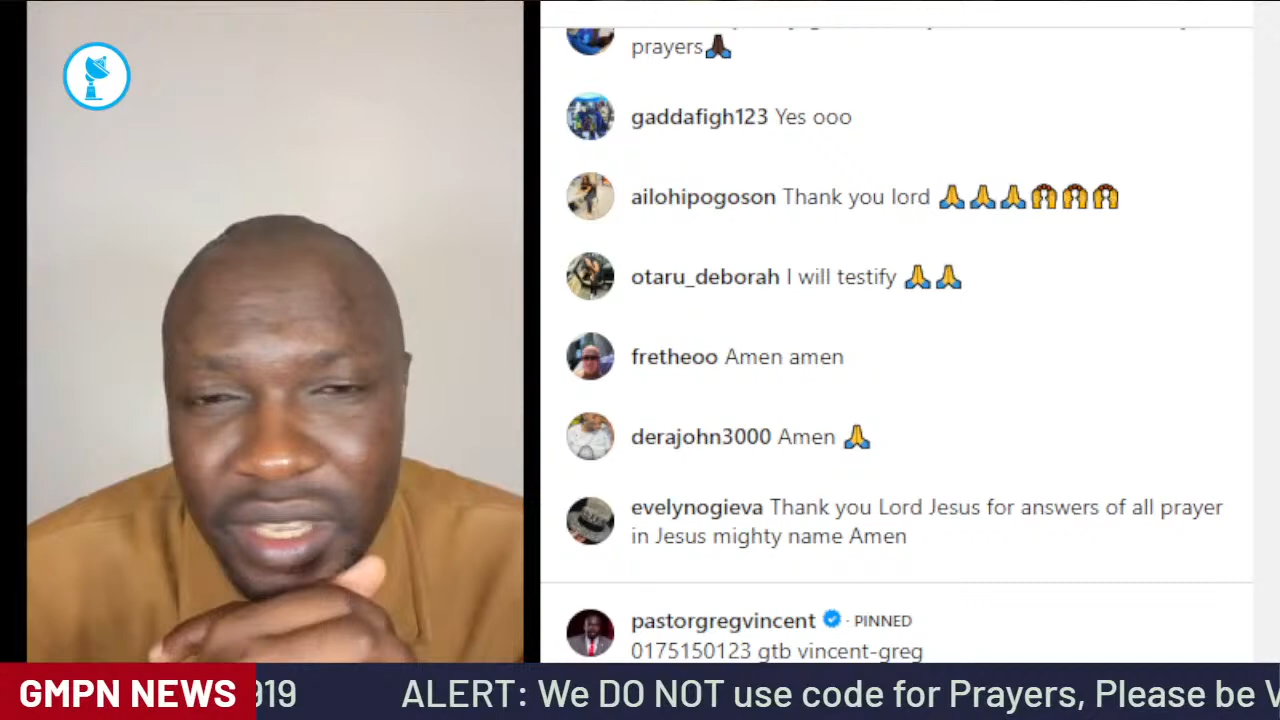 prayers🙏🏿
gaddafigh123 Yes ooo
ailohipogoson Thank you lord 🙏🙏🙏🙌🙌🙌
otaru_deborah I will testify 🙏🙏
fretheoo Amen amen
derajohn3000 Amen 🙏
evelynogieva Thank you Lord Jesus for answers of all prayer
in Jesus mighty name Amen
pastorgregvincent · PINNED
0175150123 gtb vincent-greg
GMPN NEWS 919 ALERT: We DO NOT use code for Prayers, Please be